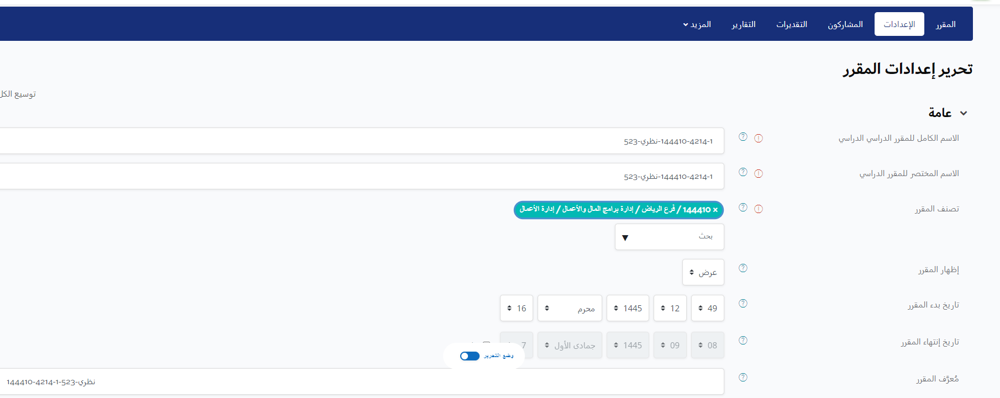 المقرر الإعدادات المشاركون التقديرات التقارير المزيد
تحرير إعدادات المقرر
توسيع الكل
عامة
الاسم الكامل للمقرر الدراسي الدراسي
523-نظري-144410-4214-1
الاسم المختصر للمقرر الدراسي
523-نظري-144410-4214-1
تصنف المقرر
× 144410 / فرع الرياض / إدارة برامج المال والأعمال / إدارة الأعمال
بحث
إظهار المقرر
عرض
تاريخ بدء المقرر
49 12 1445 محرم 16
تاريخ إنتهاء المقرر
08 09 1445 جمادى الأول 7
وضع التحرير
مُعرَّف المقرر
144410-4214-1-523-نظري